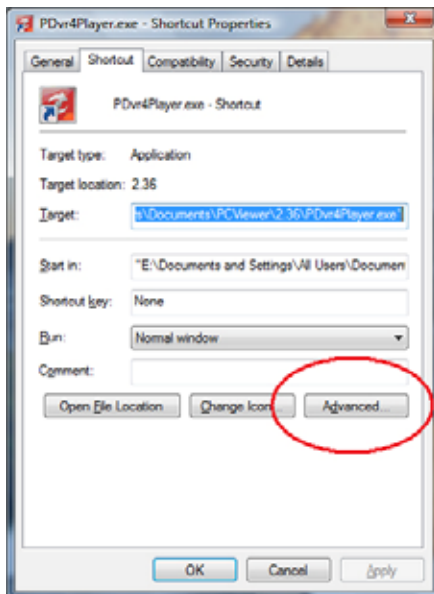 PDvr4Player.exe - Shortcut Properties
General Shortcut Compatibility Security Details
PDvr4Player.exe - Shortcut
Target type: Application
Target location: 2.36
Target: s\Documents\PCViewer\2.36\PDvr4Player.exe"
Start in: "E:\Documents and Settings\All Users\Documen
Shortcut key: None
Run: Normal window
Comment:
Open File Location Change Icon... Advanced...
OK Cancel Apply